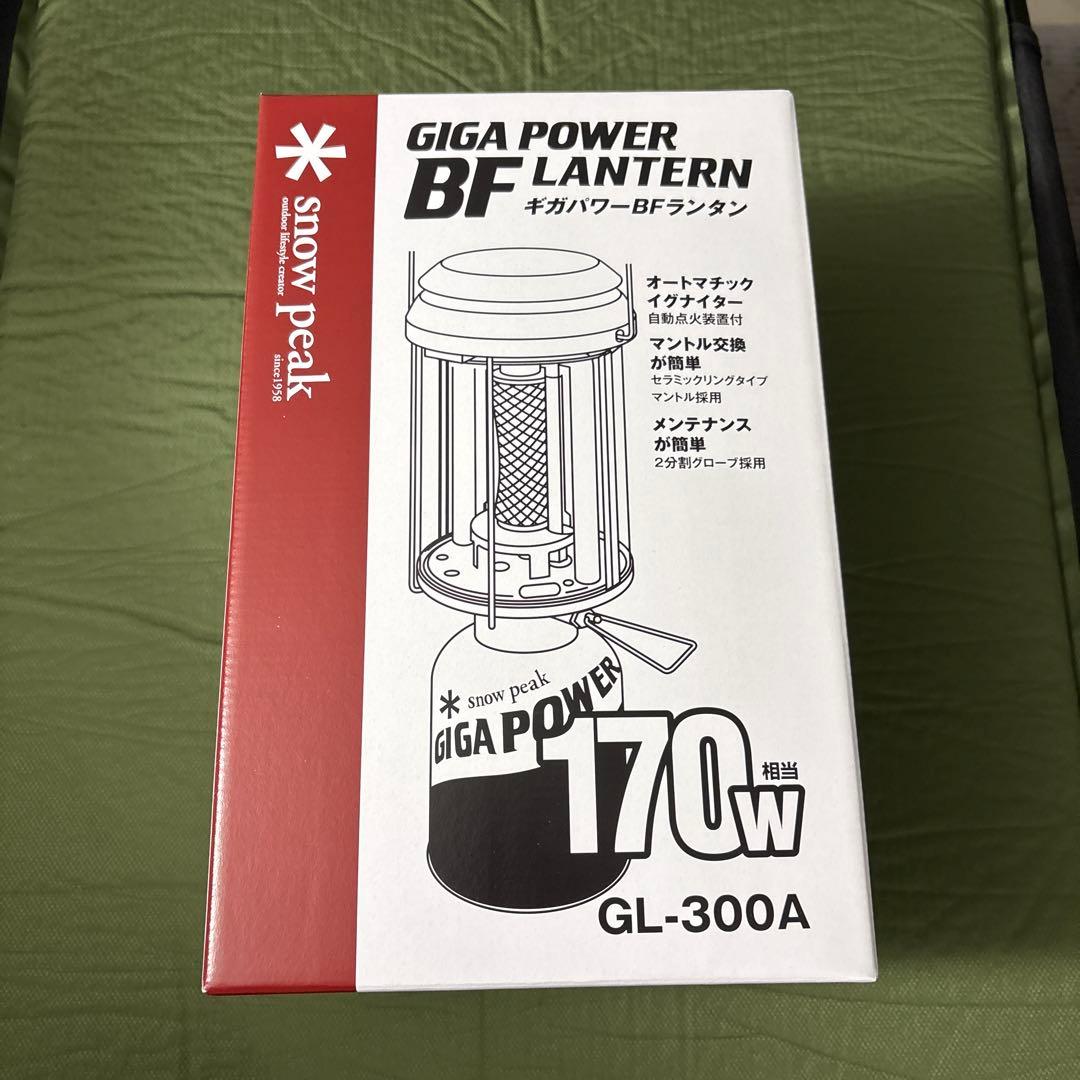 snow peak
outdoor lifestyle creator
since1958
GIGA POWER
BF LANTERN
ギガパワーBFランタン
オートマチック
イグナイター
自動点火装置付
マントル交換
が簡単
セラミックリングタイプ
マントル採用
メンテナンス
が簡単
2分割グローブ採用
snow peak
GIGA POWER
170W相当
GL-300A